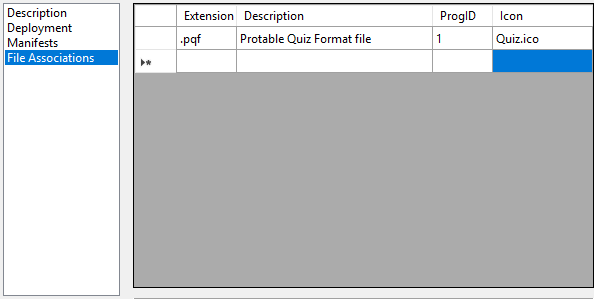 Description
Deployment
Manifests
File Associations
Extension Description ProgID Icon
.pqf Protable Quiz Format file 1 Quiz.ico